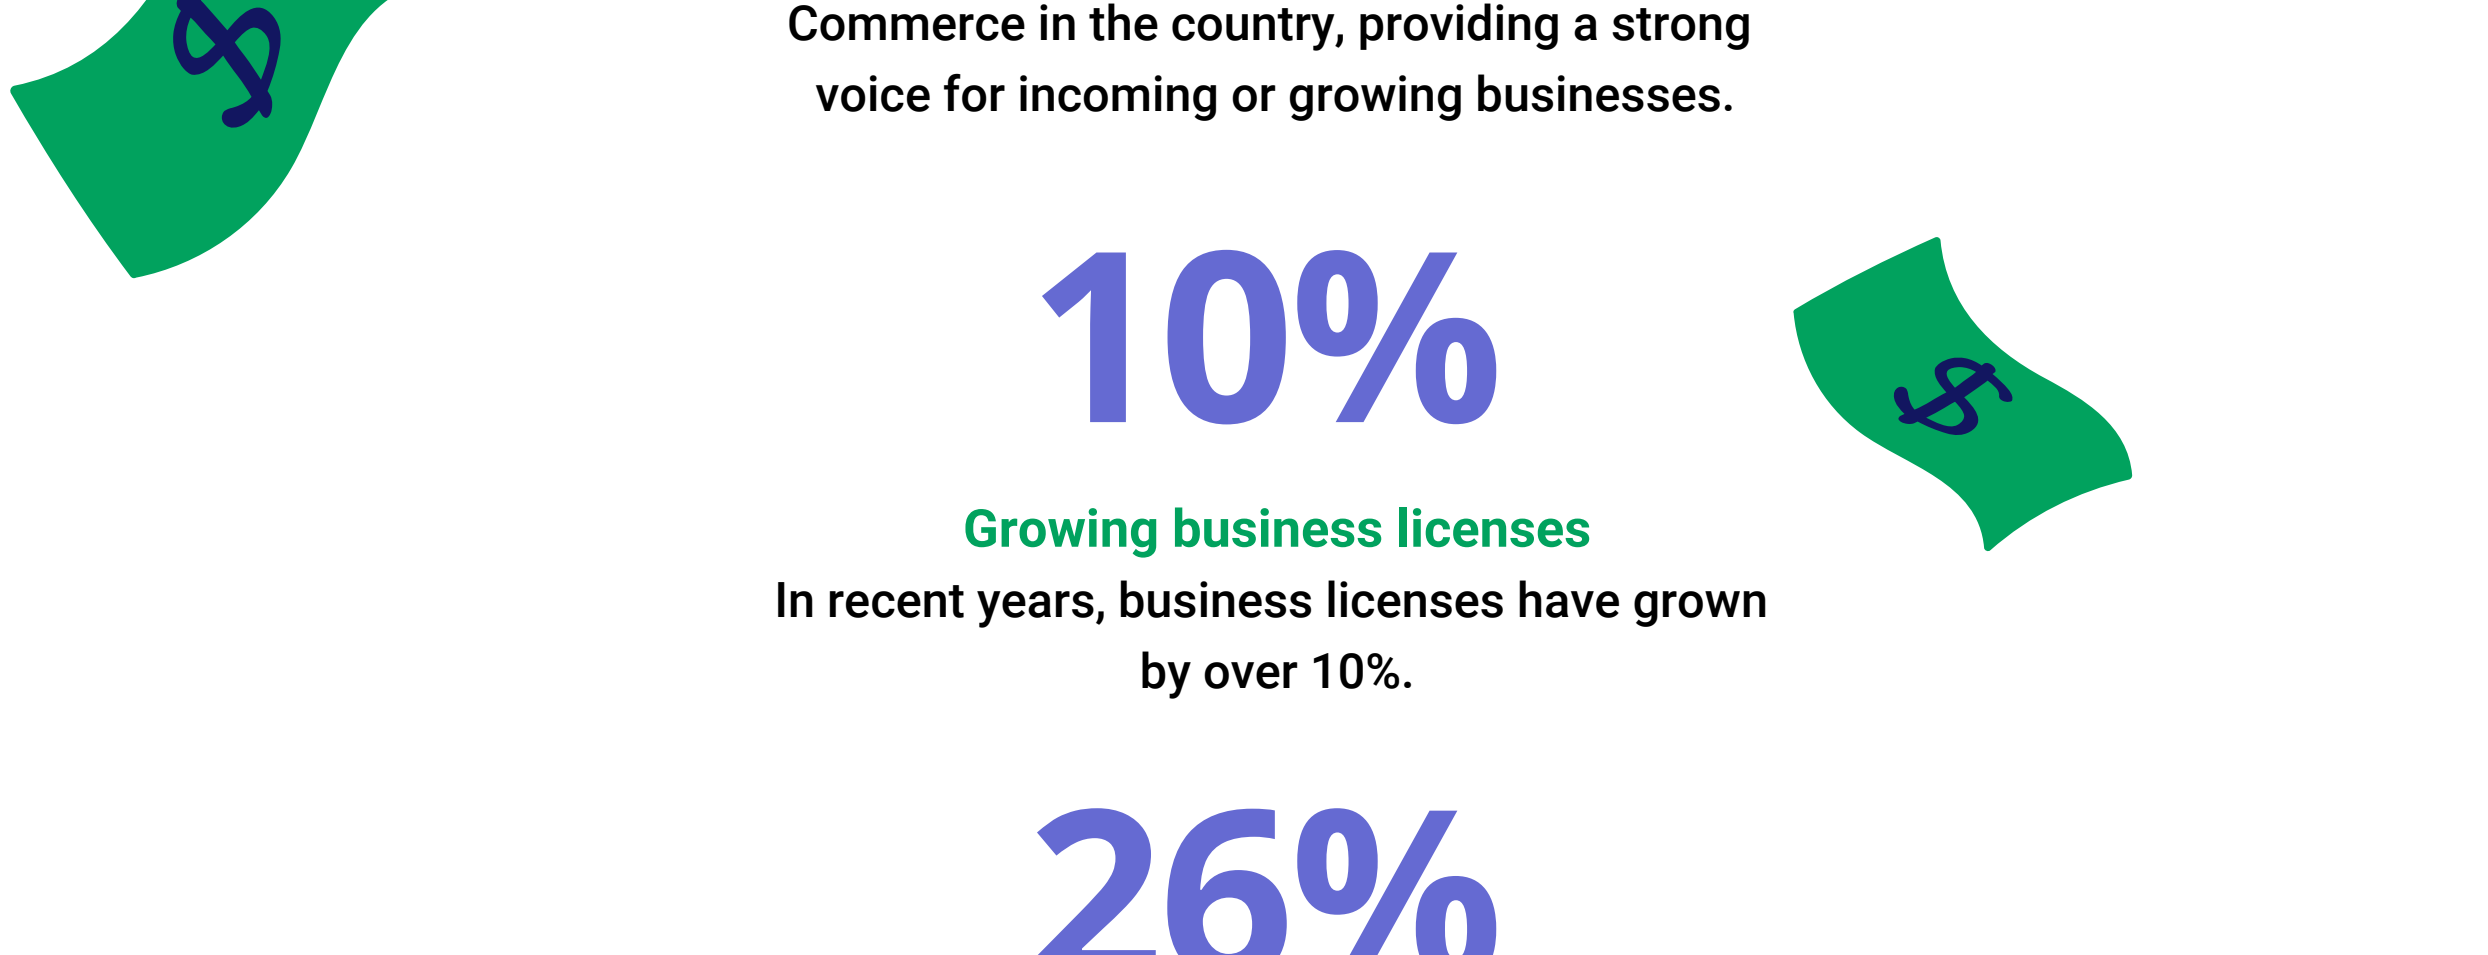 Commerce in the country, providing a strong
voice for incoming or growing businesses.
$
10%
$
Growing business licenses
In recent years, business licenses have grown
by over 10%.
26%